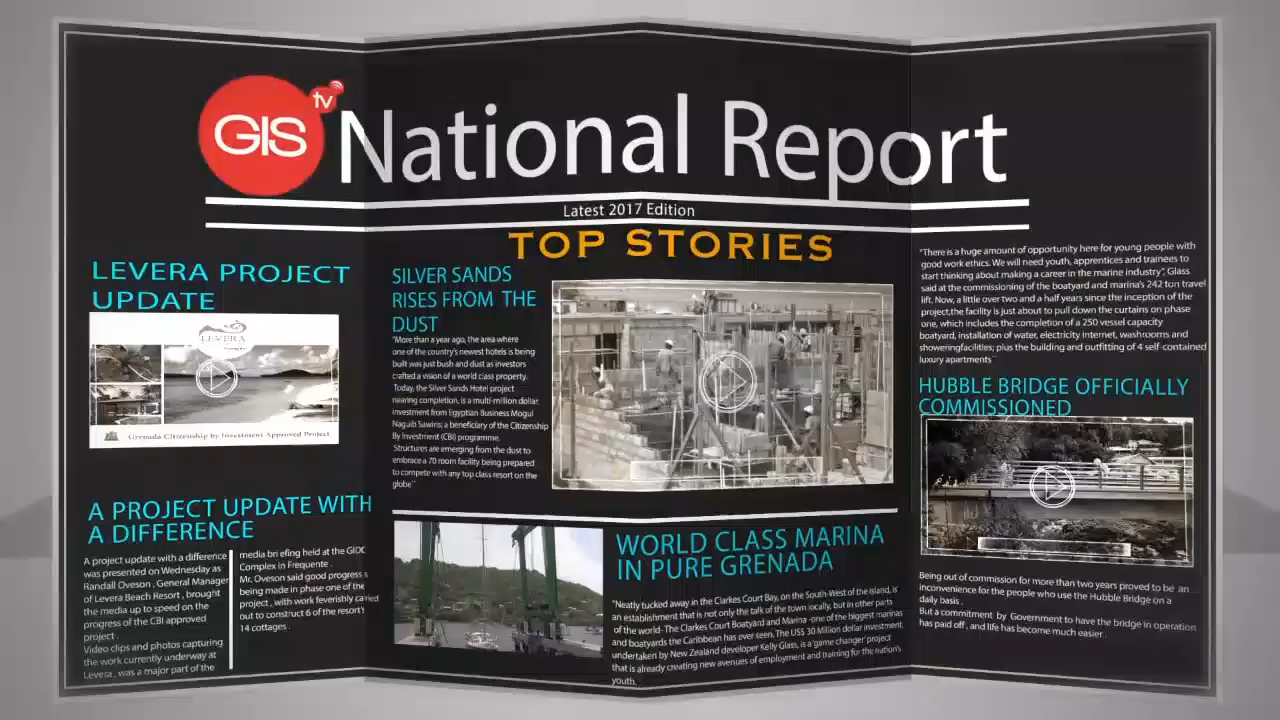 GIS tv
National Report
Latest 2017 Edition
TOP STORIES
LEVERA PROJECT
UPDATE
LEVERA
Grenada Citizenship by Investment Approved Project
A PROJECT UPDATE WITH
A DIFFERENCE
A project update with a difference
was presented on Wednesday as
Randall Oveson , General Manager
of Levera Beach Resort , brought
the media up to speed on the
progress of the CBI approved
project .
Video clips and photos capturing
the work currently underway at
Levera , was a major part of the
media bri efing held at the GIDC
Complex in Frequente .
Mr. Oveson said good progress s
being made in phase one of the
project , with work feverishly carried
out to construct 6 of the resort's
14 cottages .
SILVER SANDS
RISES FROM THE
DUST
"More than a year ago, the area where
one of the country's newest hotels is being
built was just bush and dust as investors
crafted a vision of a world class property.
Today, the Silver Sands Hotel project
nearing completion, is a multi-million dollar
investment from Egyptian Business Mogul
Naguib Sawiris; a beneficiary of the Citizenship
By Investment (CBI) programme.
Structures are emerging from the dust to
embrace a 70 room facility being prepared
to compete with any top class resort on the
globe"
WORLD CLASS MARINA
IN PURE GRENADA
"Neatly tucked away in the Clarkes Court Bay, on the South-West of the island, is
an establishment that is not only the talk of the town locally, but in other parts
of the world- The Clarkes Court Boatyard and Marina -one of the biggest marinas
and boatyards the Caribbean has ever seen. The US$ 30 Million dollar investment,
undertaken by New Zealand developer Kelly Glass, is a 'game changer' project
that is already creating new avenues of employment and training for the nation's
youth.
"There is a huge amount of opportunity here for young people with
good work ethics. We will need youth, apprentices and trainees to
start thinking about making a career in the marine industry", Glass
said at the commissioning of the boatyard and marina's 242 ton travel
lift. Now, a little over two and a half years since the inception of the
project,the facility is just about to pull down the curtains on phase
one, which includes the completion of a 250 vessel capacity
boatyard, installation of water, electricity internet, washrooms and
showeringfacilities; plus the building and outfitting of 4 self-contained
luxury apartments"
HUBBLE BRIDGE OFFICIALLY
COMMISSIONED
Being out of commission for more than two years proved to be an
inconvenience for the people who use the Hubble Bridge on a
daily basis .
But a commitment by Government to have the bridge in operation
has paid off , and life has become much easier .